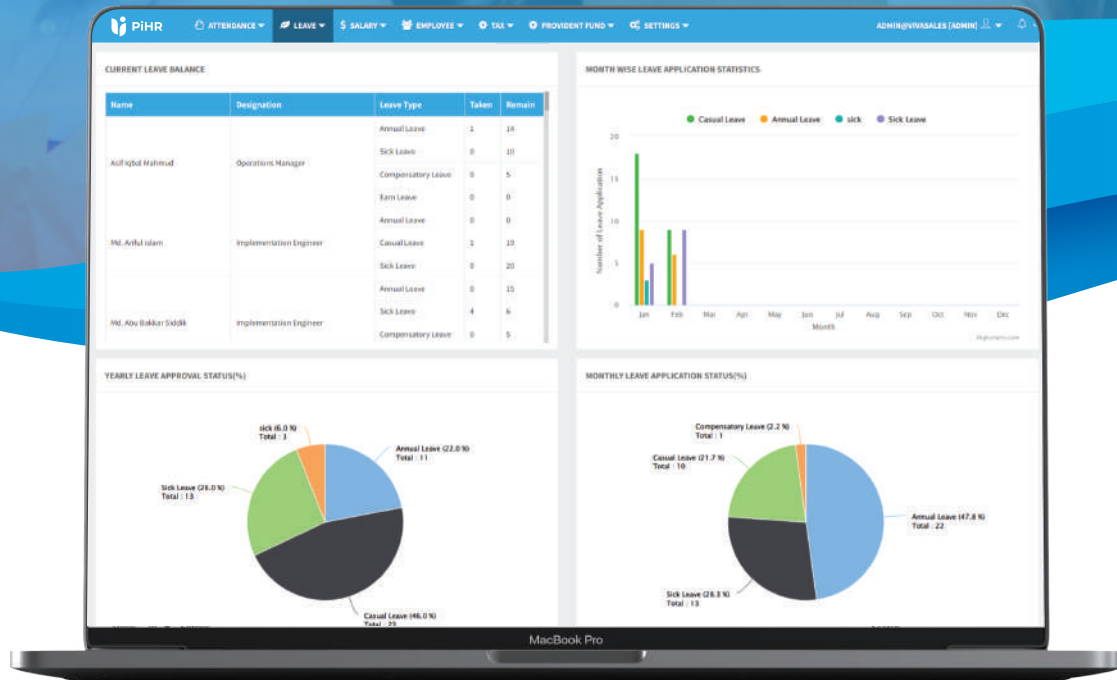 PiHR ATTENDANCE LEAVE $ SALARY EMPLOYEE TAX PROVIDENT FUND SETTINGS ADMIN@VIVASALES [ADMIN]
CURRENT LEAVE BALANCE
Name Designation Leave Type Taken Remain
Asif Iqbal Mahmud Operations Manager
Annual Leave 1 14
Sick Leave 0 10
Compensatory Leave 0 5
Earn Leave 0 0
Md. Ariful Islam Implementation Engineer
Annual Leave 0 0
Casual Leave 1 19
Sick Leave 0 20
Md. Abu Bakkar Siddik Implementation Engineer
Annual Leave 0 15
Sick Leave 4 6
Compensatory Leave 0 5
MONTH WISE LEAVE APPLICATION STATISTICS
Casual Leave Annual Leave sick Sick Leave
Number of Leave Application
20
15
10
5
0
Jan Feb Mar Apr May Jun Jul Aug Sep Oct Nov Dec
Month
Highcharts.com
YEARLY LEAVE APPROVAL STATUS(%)
sick (6.0 %)
Total : 3
Annual Leave (22.0 %)
Total : 11
Sick Leave (26.0 %)
Total : 13
Casual Leave (46.0 %)
Total : 23
MONTHLY LEAVE APPLICATION STATUS(%)
Compensatory Leave (2.2 %)
Total : 1
Casual Leave (21.7 %)
Total : 10
Annual Leave (47.8 %)
Total : 22
Sick Leave (28.3 %)
Total : 13
MacBook Pro